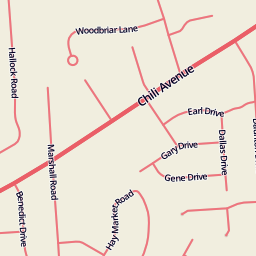 Woodbriar Lane
Hallock Road
Chili Avenue
Earl Drive
Dallas Drive
Gary Drive
Gene Drive
Marshall Road
Hay Market Road
Benedict Drive